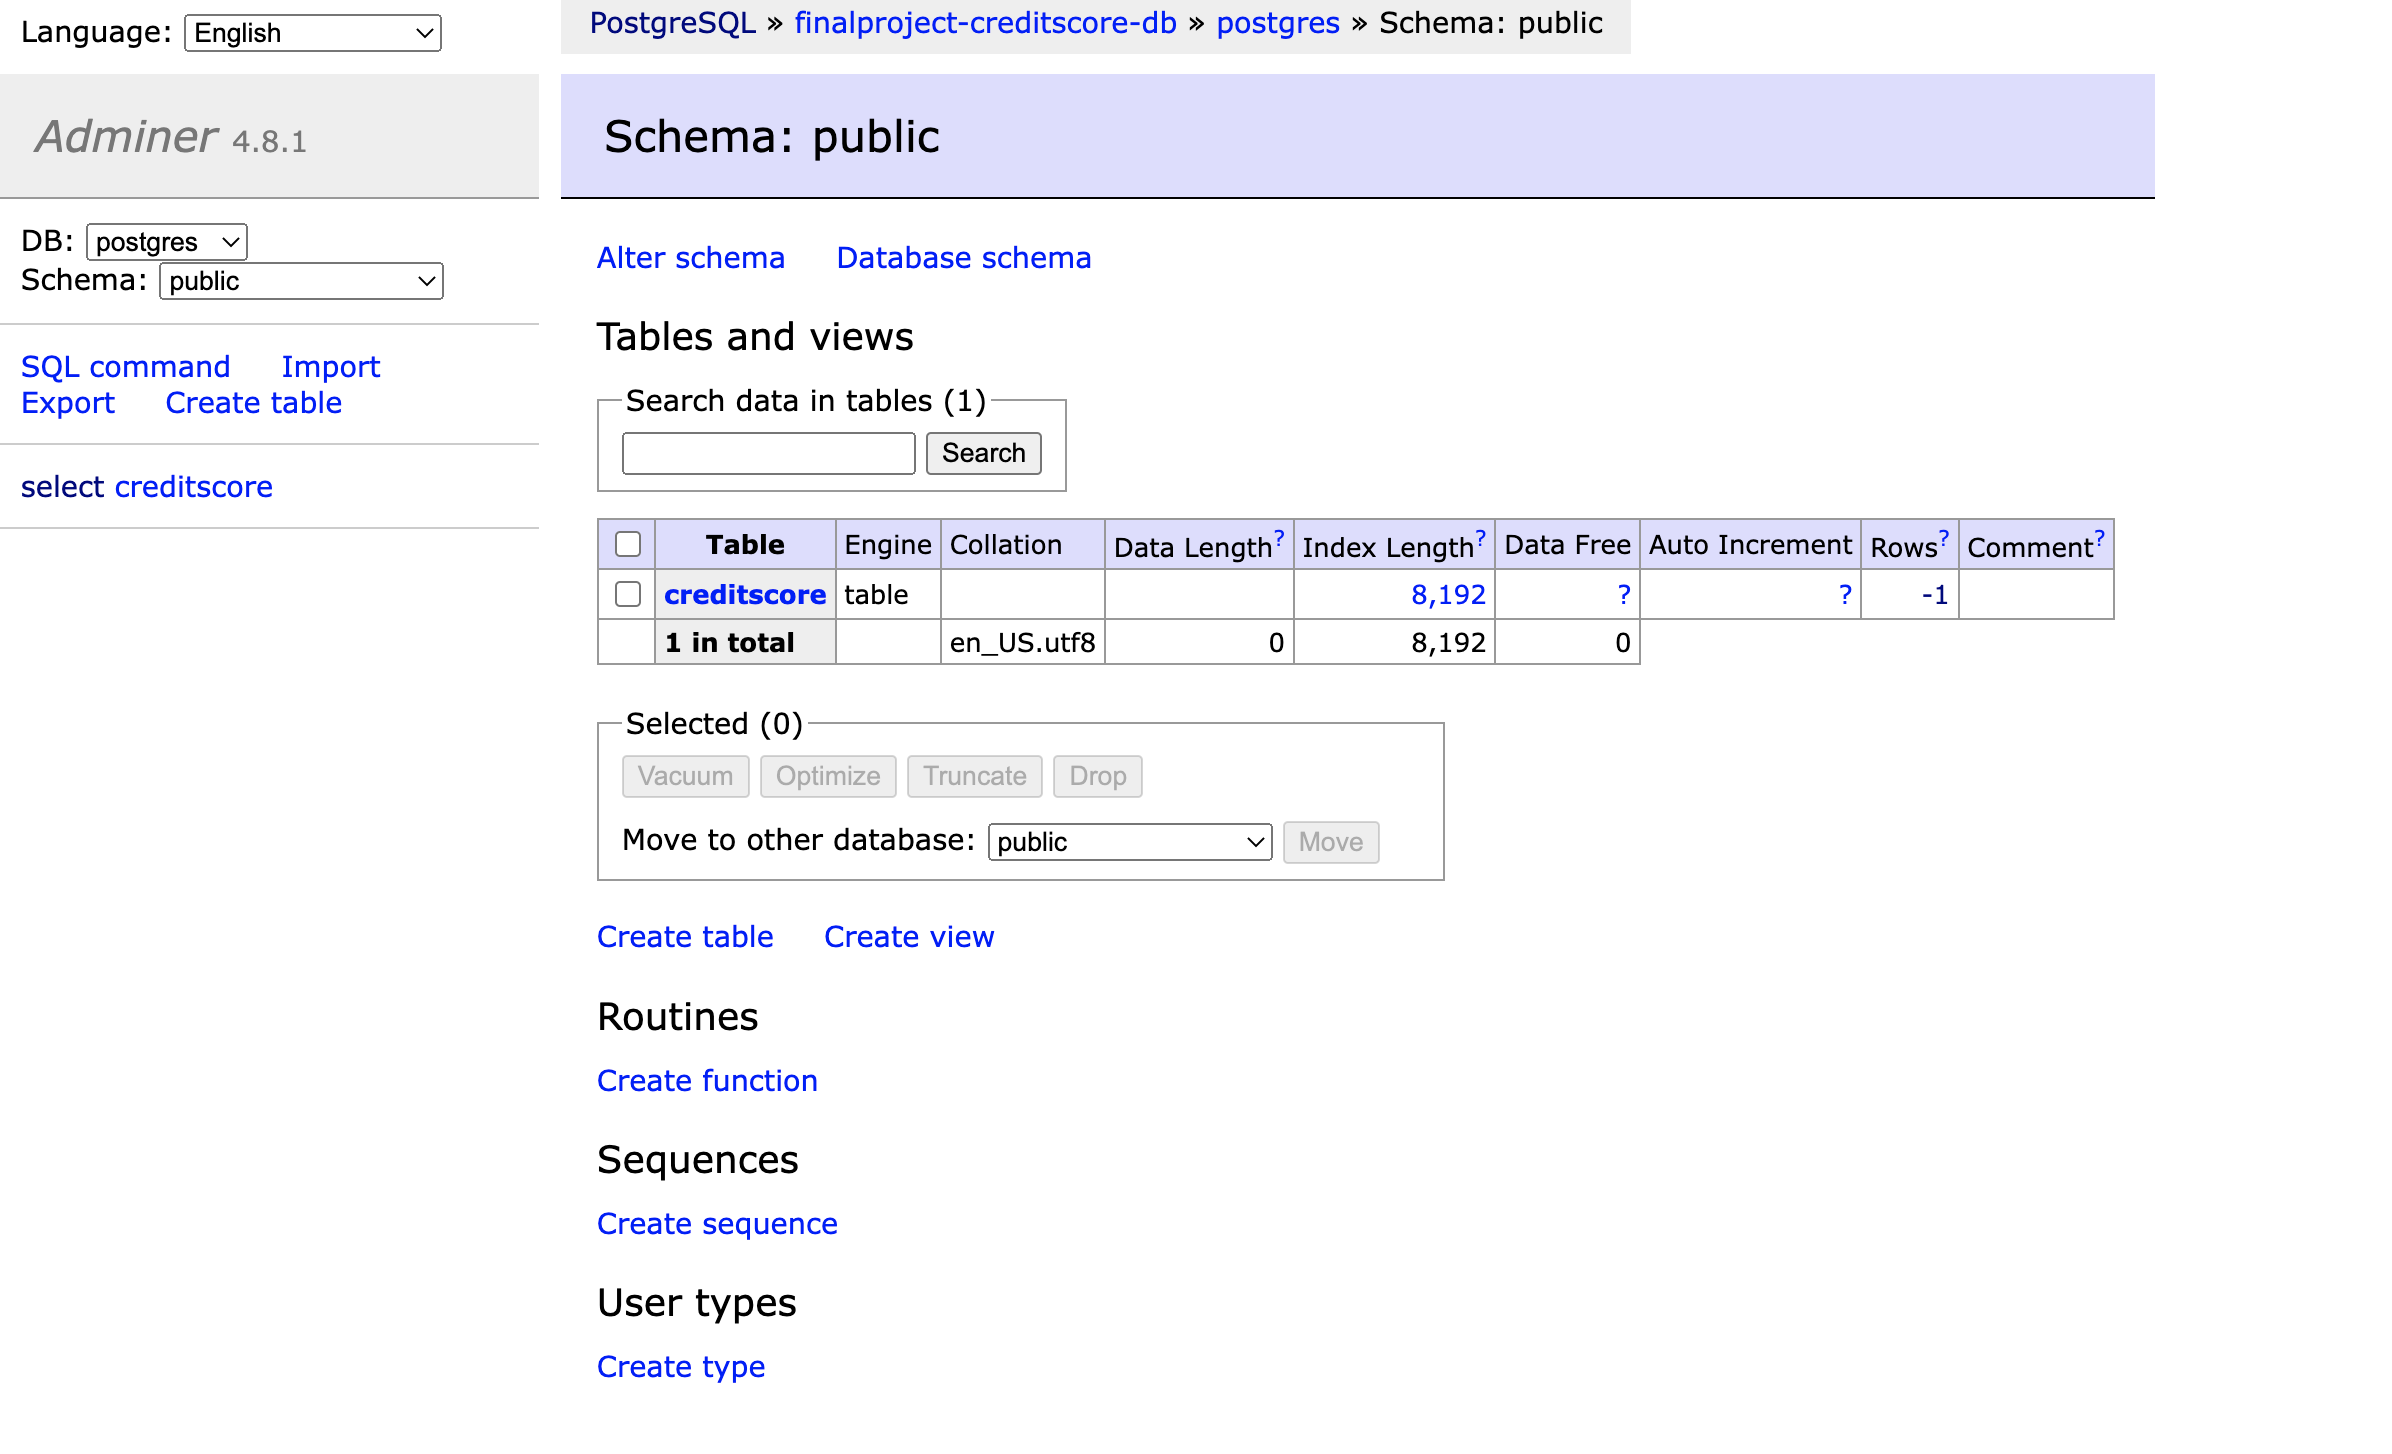 Language: English
PostgreSQL » finalproject-creditscore-db » postgres » Schema: public
Adminer 4.8.1
DB: postgres
Schema: public
SQL command Import
Export Create table
select creditscore
Schema: public
Alter schema Database schema
Tables and views
Search data in tables (1)
Search
Table Engine Collation Data Length? Index Length? Data Free Auto Increment Rows? Comment?
creditscore table 8,192 ? ? -1
1 in total en_US.utf8 0 8,192 0
Selected (0)
Vacuum Optimize Truncate Drop
Move to other database: public Move
Create table Create view
Routines
Create function
Sequences
Create sequence
User types
Create type